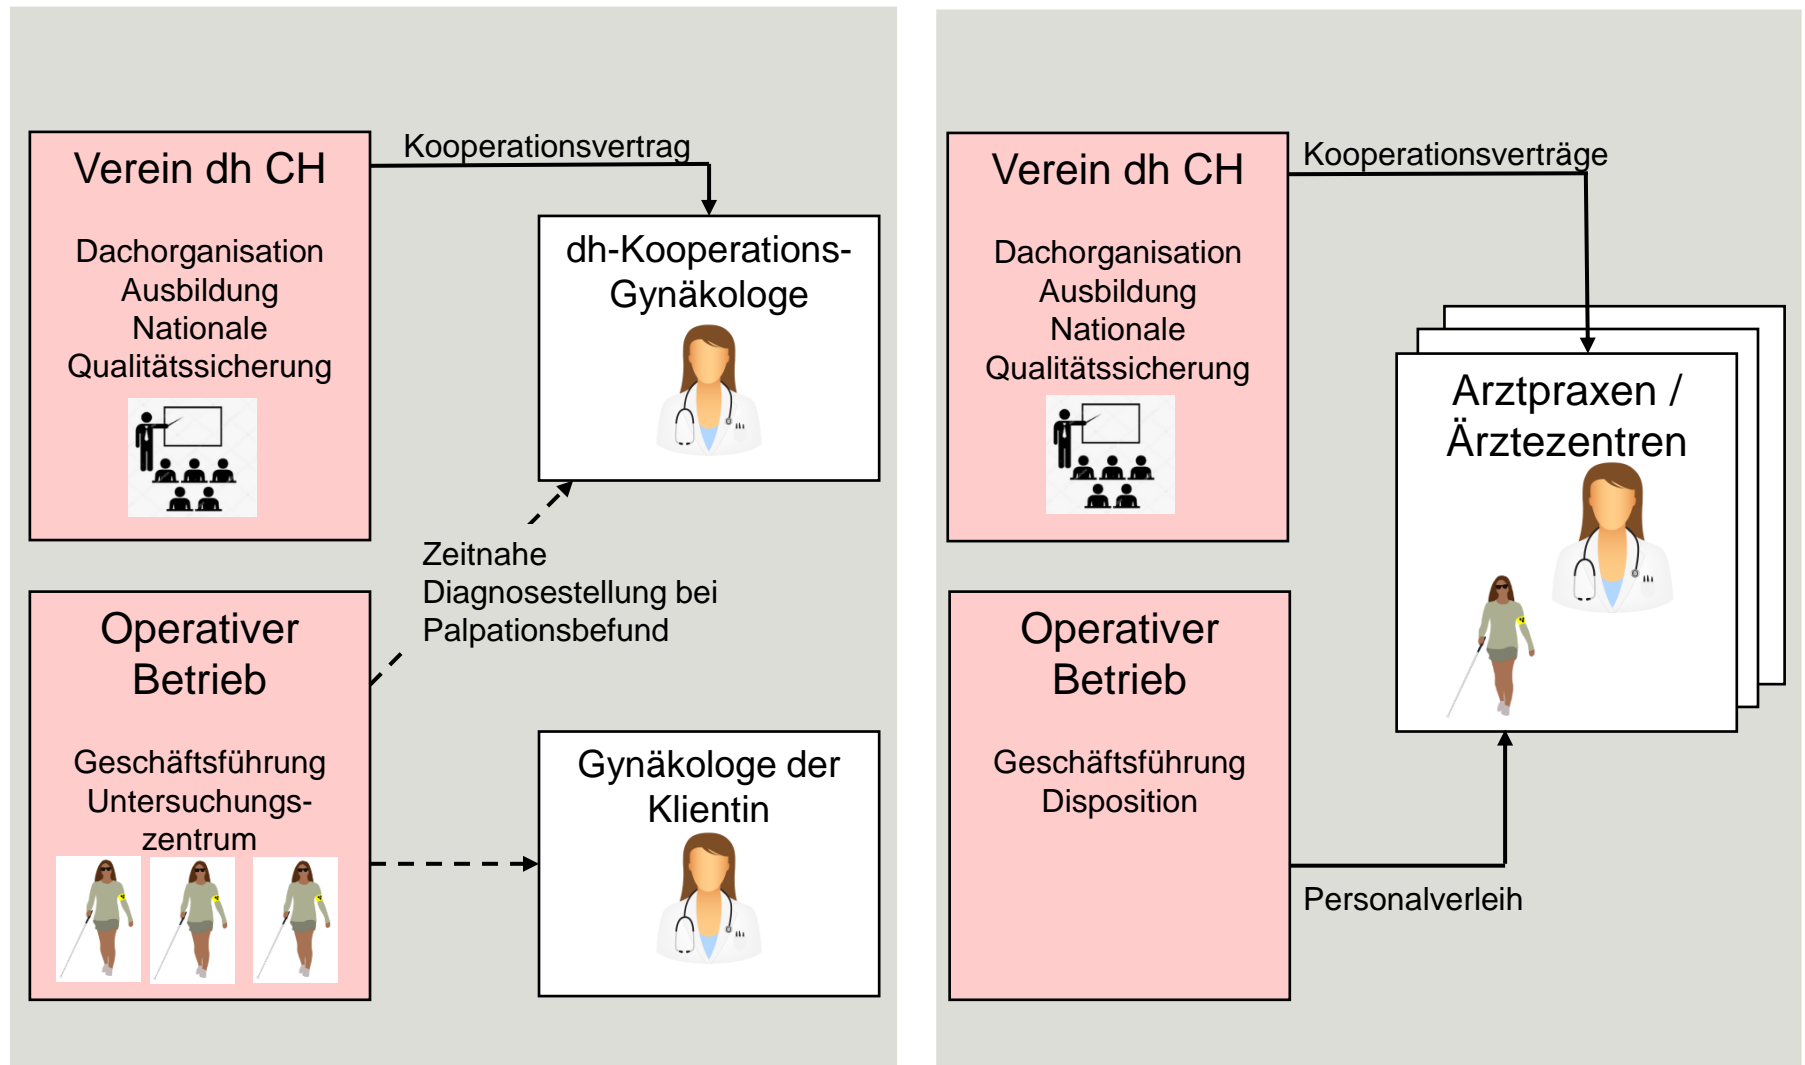 Verein dh CH
Dachorganisation
Ausbildung
Nationale
Qualitätssicherung
Kooperationsvertrag
dh-Kooperations-
Gynäkologe
Zeitnahe
Diagnosestellung bei
Palpationsbefund
Operativer
Betrieb
Geschäftsführung
Untersuchungs-
zentrum
Gynäkologe der
Klientin
Verein dh CH
Dachorganisation
Ausbildung
Nationale
Qualitätssicherung
Kooperationsverträge
Arztpraxen /
Ärztezentren
Operativer
Betrieb
Geschäftsführung
Disposition
Personalverleih